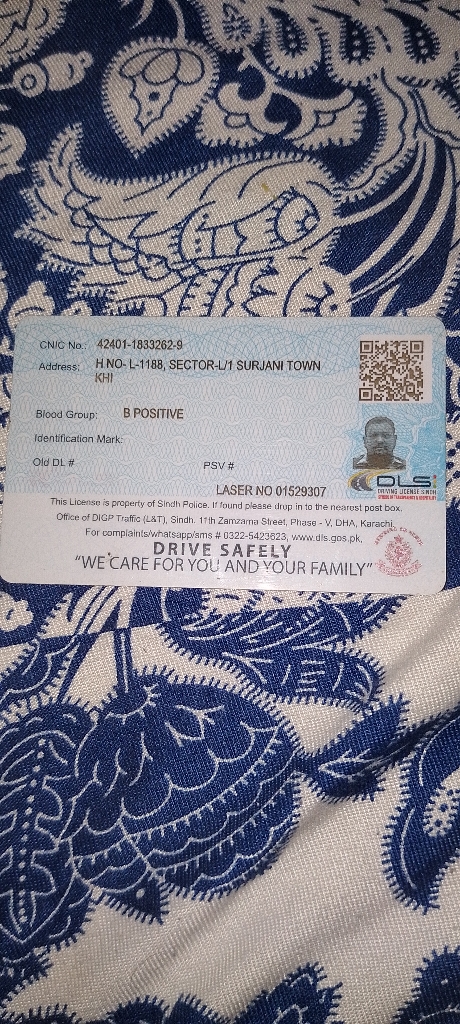 CNIC No.: 42401-1833262-9
Address: H NO- L-1188, SECTOR-L/1 SURJANI TOWN
KHI
Blood Group: B POSITIVE
Identification Mark:
Old DL # PSV #
DLS
DRIVING LICENSE SINDH
LASER NO 01529307
This License is property of Sindh Police. If found please drop in to the nearest post box.
Office of DIGP Traffic (L&T), Sindh. 11th Zamzama Street, Phase - V, DHA, Karachi.
For complaints/whatsapp/sms # 0322-5423623, www.dls.gos.pk,
DRIVE SAFELY
"WE CARE FOR YOU AND YOUR FAMILY"